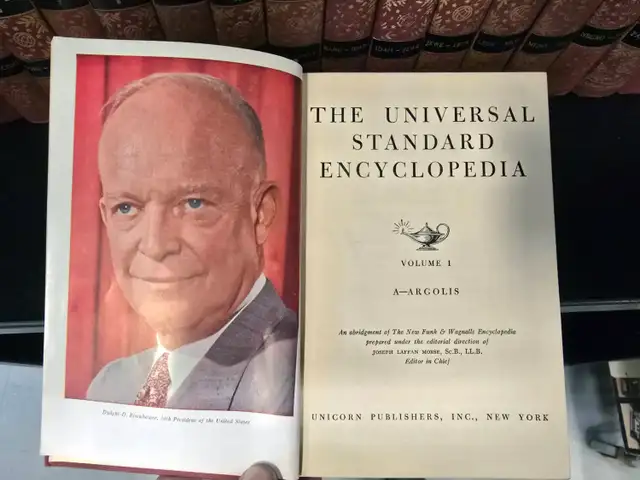 Dwight D. Eisenhower, 34th President of the United States
THE UNIVERSAL
STANDARD
ENCYCLOPEDIA
VOLUME 1
A—ARGOLIS
An abridgment of The New Funk & Wagnalls Encyclopedia
prepared under the editorial direction of
JOSEPH LAFFAN MORSE, Sc.B., LL.B.
Editor in Chief
UNICORN PUBLISHERS, INC., NEW YORK